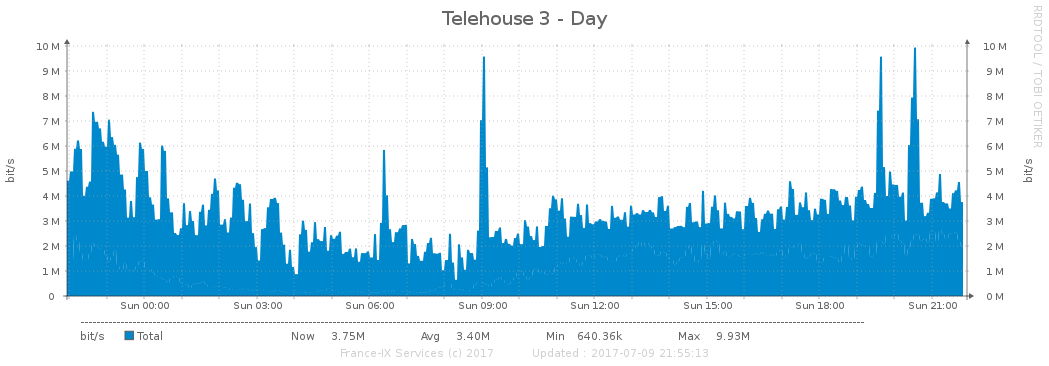 Telehouse 3 - Day
RRDTOOL / TOBI OETIKER
10 M 10 M
9 M 9 M
8 M 8 M
7 M 7 M
6 M 6 M
5 M 5 M
4 M 4 M
3 M 3 M
2 M 2 M
1 M 1 M
0 0 M
bit/s bit/s
Sun 00:00 Sun 03:00 Sun 06:00 Sun 09:00 Sun 12:00 Sun 15:00 Sun 18:00 Sun 21:00
bit/s Total Now 3.75M Avg 3.40M Min 640.36k Max 9.93M
France-IX Services (c) 2017 Updated : 2017-07-09 21:55:13